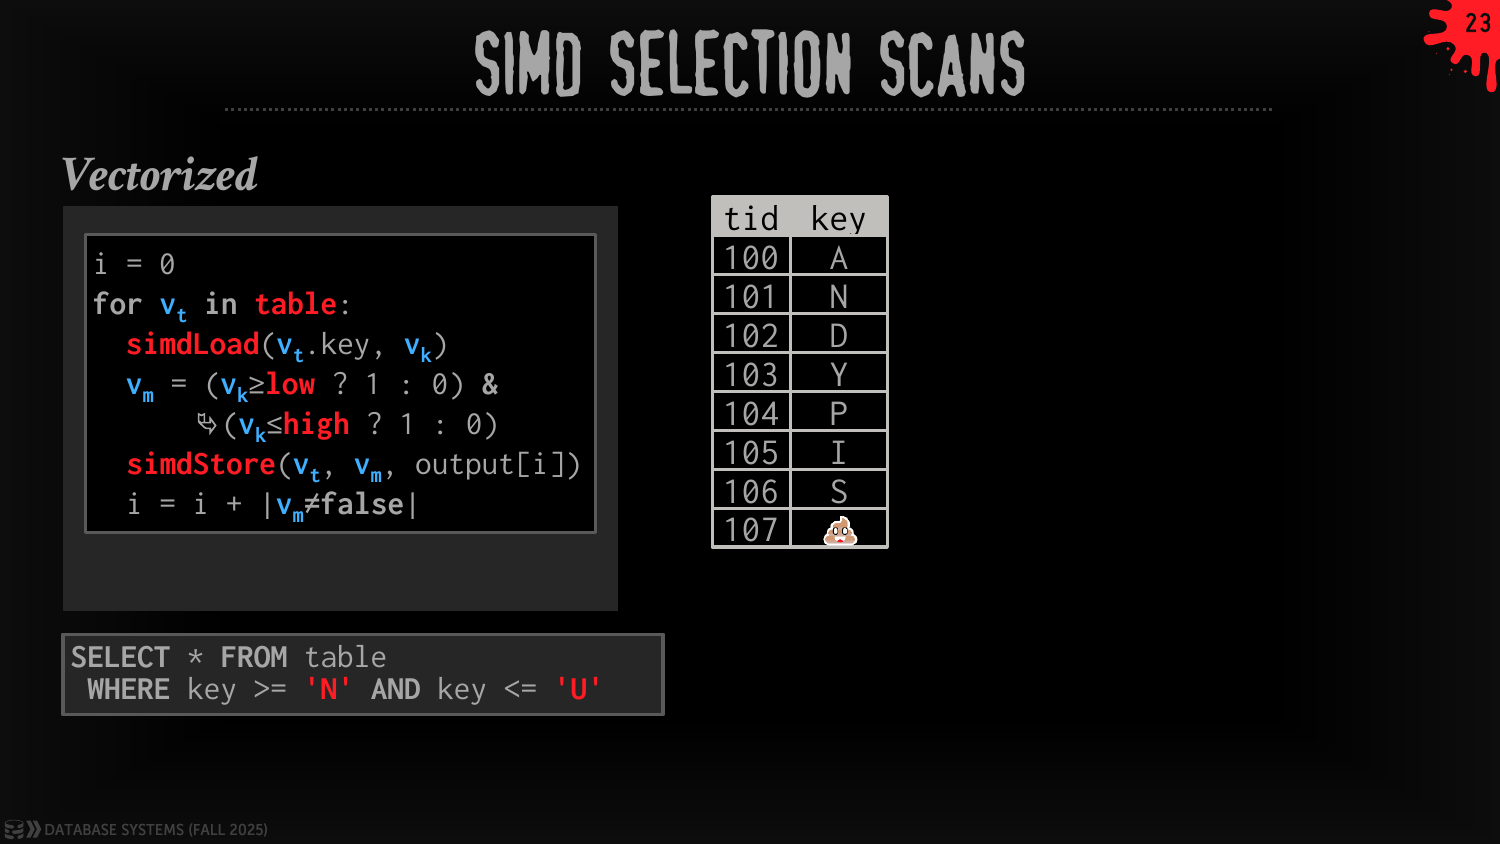 23
SIMD SELECTION SCANS
Vectorized
i = 0
for vt in table:
simdLoad(vt.key, vk)
vm = (vk≥low ? 1 : 0) &
⮱(vk≤high ? 1 : 0)
simdStore(vt, vm, output[i])
i = i + |vm≠false|
SELECT * FROM table
WHERE key >= 'N' AND key <= 'U'
tid key
100 A
101 N
102 D
103 Y
104 P
105 I
106 S
107 💩
DATABASE SYSTEMS (FALL 2025)